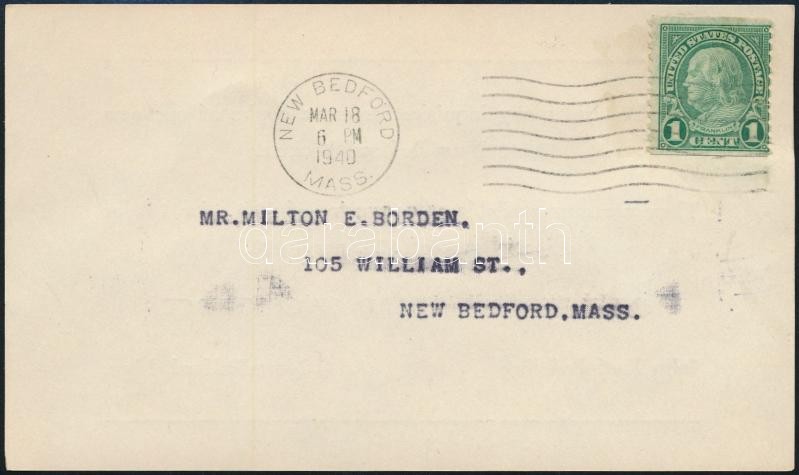 UNITED STATES POSTAGE
FRANKLIN
1 CENT 1
NEW BEDFORD
MAR 18
6 PM
1940
MASS.
MR.MILTON E.BORDEN,
105 WILLIAM ST.,
NEW BEDFORD,MASS.
darabanth